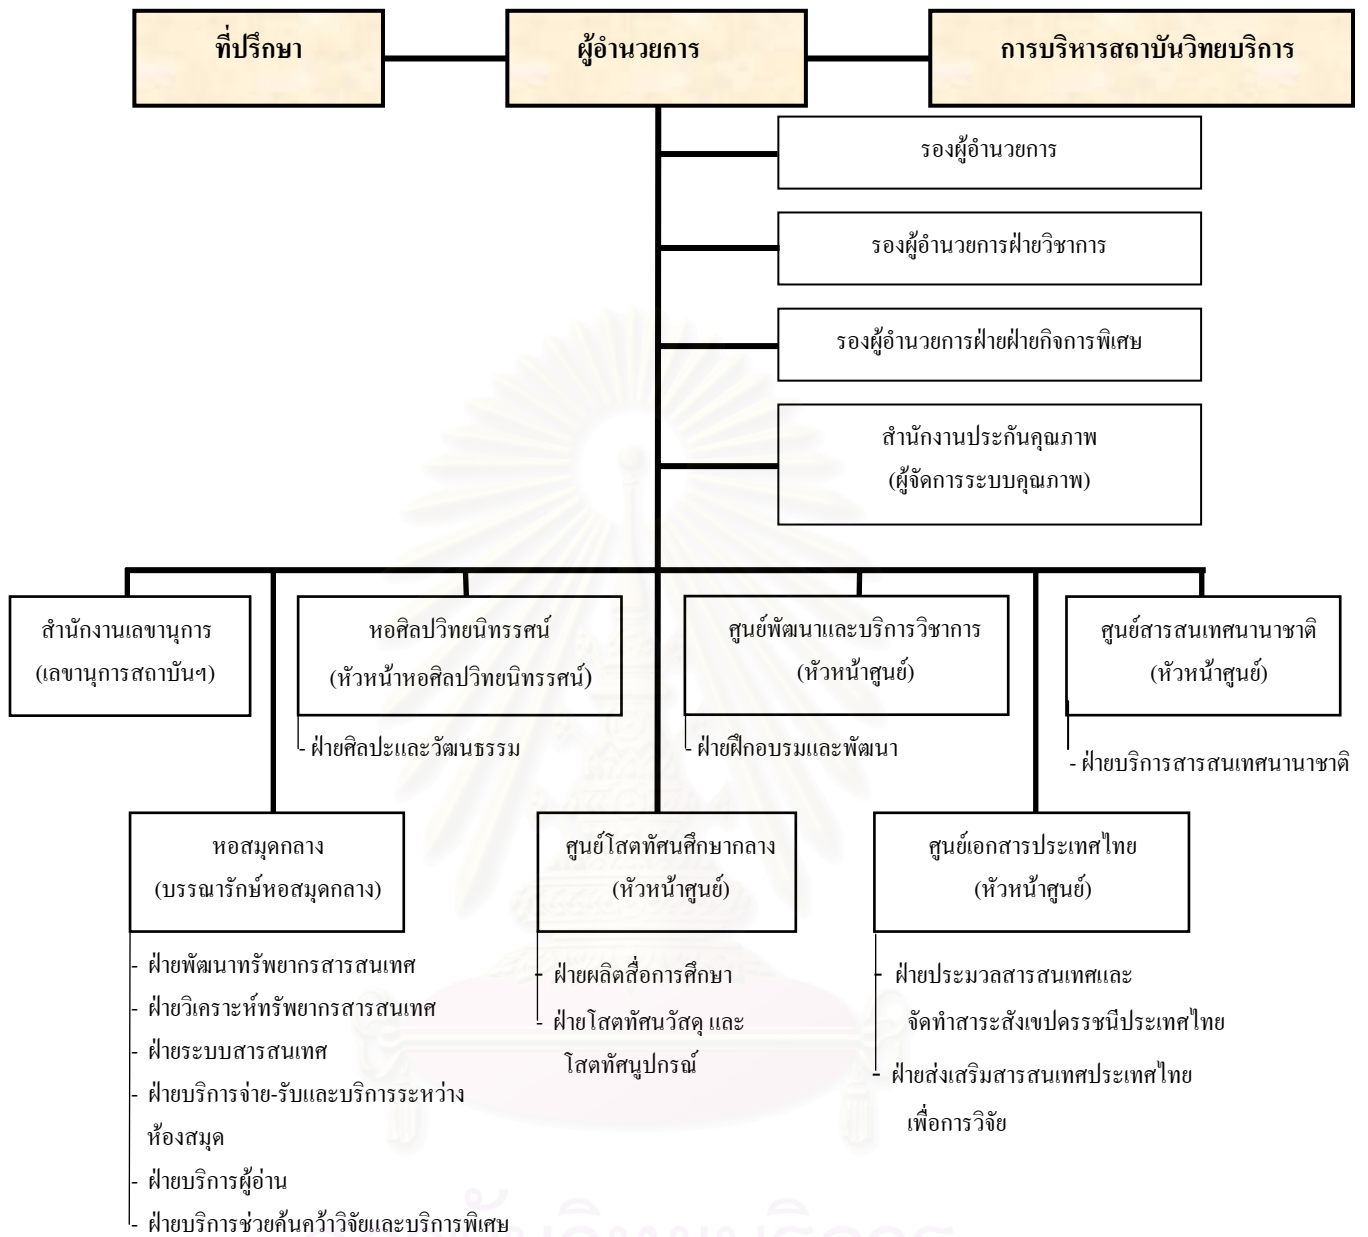 ที่ปรึกษา
ผู้อำนวยการ
การบริหารสถาบันวิทยบริการ
รองผู้อำนวยการ
รองผู้อำนวยการฝ่ายวิชาการ
รองผู้อำนวยการฝ่ายฝ่ายกิจการพิเศษ
สำนักงานประกันคุณภาพ
(ผู้จัดการระบบคุณภาพ)
สำนักงานเลขานุการ
(เลขานุการสถาบันฯ)
หอศิลปวิทยนิทรรศน์
(หัวหน้าหอศิลปวิทยนิทรรศน์)
- ฝ่ายศิลปะและวัฒนธรรม
ศูนย์พัฒนาและบริการวิชาการ
(หัวหน้าศูนย์)
- ฝ่ายฝึกอบรมและพัฒนา
ศูนย์สารสนเทศนานาชาติ
(หัวหน้าศูนย์)
- ฝ่ายบริการสารสนเทศนานาชาติ
หอสมุดกลาง
(บรรณารักษ์หอสมุดกลาง)
- ฝ่ายพัฒนาทรัพยากรสารสนเทศ
- ฝ่ายวิเคราะห์ทรัพยากรสารสนเทศ
- ฝ่ายระบบสารสนเทศ
- ฝ่ายบริการจ่าย-รับและบริการระหว่าง
ห้องสมุด
- ฝ่ายบริการผู้อ่าน
- ฝ่ายบริการช่วยค้นคว้าวิจัยและบริการพิเศษ
ศูนย์โสตทัศนศึกษากลาง
(หัวหน้าศูนย์)
- ฝ่ายผลิตสื่อการศึกษา
- ฝ่ายโสตทัศนวัสดุ และ
โสตทัศนูปกรณ์
ศูนย์เอกสารประเทศไทย
(หัวหน้าศูนย์)
- ฝ่ายประมวลสารสนเทศและ
จัดทำสาระสังเขปดรรชนีประเทศไทย
- ฝ่ายส่งเสริมสารสนเทศประเทศไทย
เพื่อการวิจัย
สถาบันวิทยบริการ